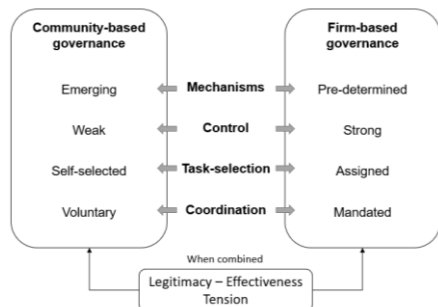 Community-based
governance
Firm-based
governance
Emerging
Mechanisms
Pre-determined
Weak
Control
Strong
Self-selected
Task-selection
Assigned
Voluntary
Coordination
Mandated
When combined
Legitimacy – Effectiveness
Tension